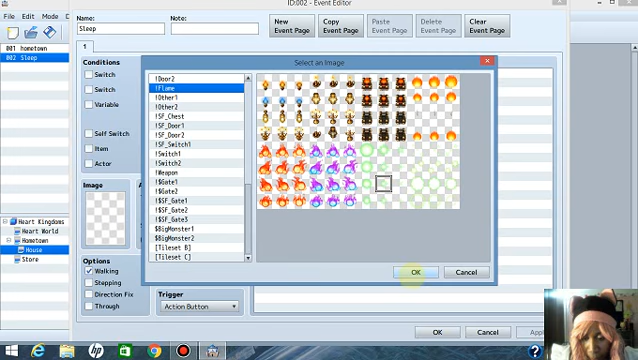 ID:002 - Event Editor
File Edit Mode
Name:
Note:
Sleep
New
Event Page
Copy
Event Page
Paste
Event Page
Delete
Event Page
Clear
Event Page
001 hometown
002 Sleep
1
Conditions
Switch
Switch
Variable
Self Switch
Item
Actor
Image
Options
Walking
Stepping
Direction Fix
Through
Trigger
Action Button
Select an Image
!Door2
!Flame
!Other1
!Other2
!SF_Chest
!SF_Door1
!SF_Door2
!SF_Switch1
!Switch1
!Switch2
!Weapon
!$Gate1
!$Gate2
!$SF_Gate1
!$SF_Gate2
!$SF_Gate3
$BigMonster1
$BigMonster2
[Tileset B]
[Tileset C]
OK
Cancel
Heart Kingdoms
Heart World
Hometown
House
Store
OK
Cancel